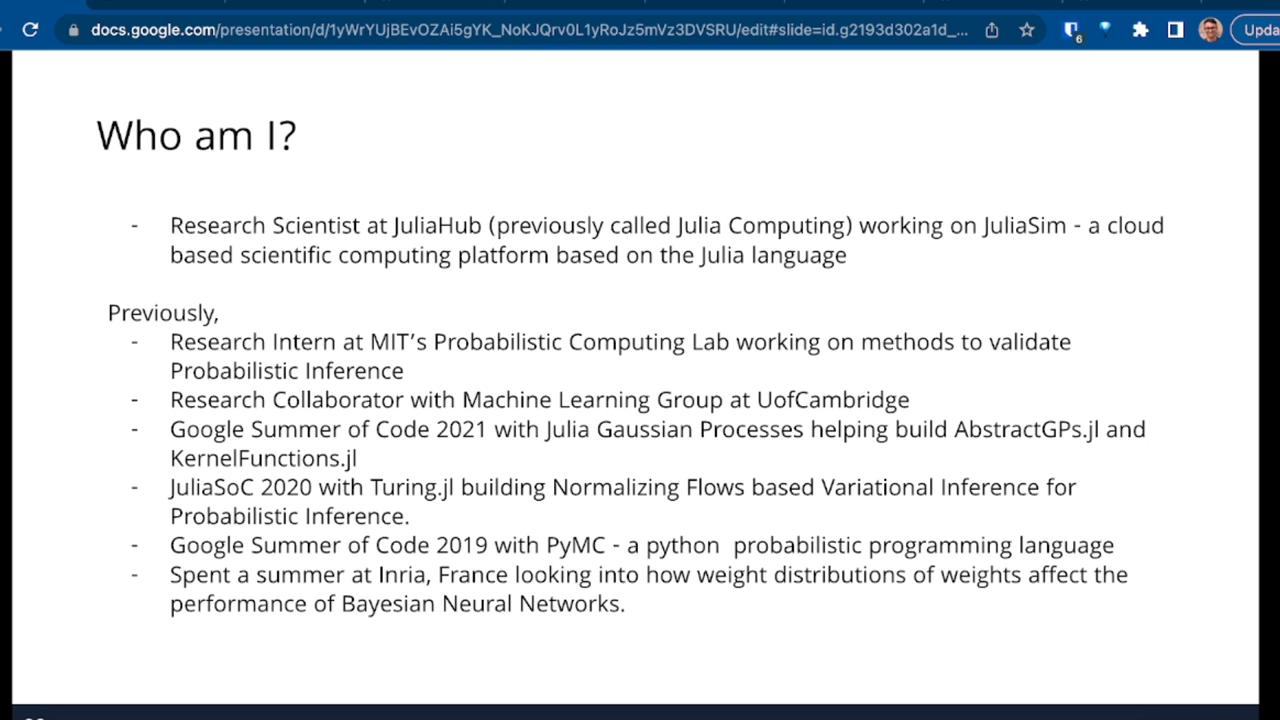 docs.google.com/presentation/d/1yWrYUjBEvOZAi5gYK_NoKJQrv0L1yRoJz5mVz3DVSRU/edit#slide=id.g2193d302a1d_...
6
Upda
Who am I?
- Research Scientist at JuliaHub (previously called Julia Computing) working on JuliaSim - a cloud
based scientific computing platform based on the Julia language
Previously,
- Research Intern at MIT’s Probabilistic Computing Lab working on methods to validate
Probabilistic Inference
- Research Collaborator with Machine Learning Group at UofCambridge
- Google Summer of Code 2021 with Julia Gaussian Processes helping build AbstractGPs.jl and
KernelFunctions.jl
- JuliaSoC 2020 with Turing.jl building Normalizing Flows based Variational Inference for
Probabilistic Inference.
- Google Summer of Code 2019 with PyMC - a python  probabilistic programming language
- Spent a summer at Inria, France looking into how weight distributions of weights affect the
performance of Bayesian Neural Networks.